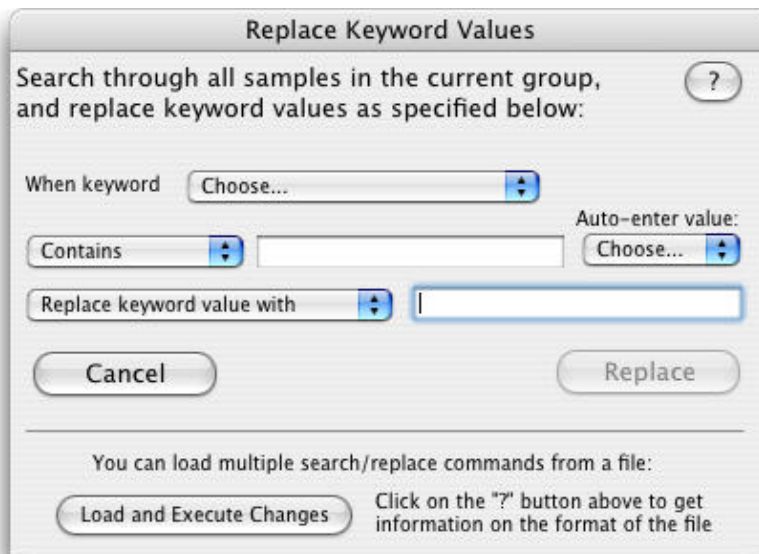 Replace Keyword Values
Search through all samples in the current group,
and replace keyword values as specified below:
?
When keyword
Choose...
Auto-enter value:
Contains
Choose...
Replace keyword value with
Cancel
Replace
You can load multiple search/replace commands from a file:
Load and Execute Changes
Click on the "?" button above to get
information on the format of the file